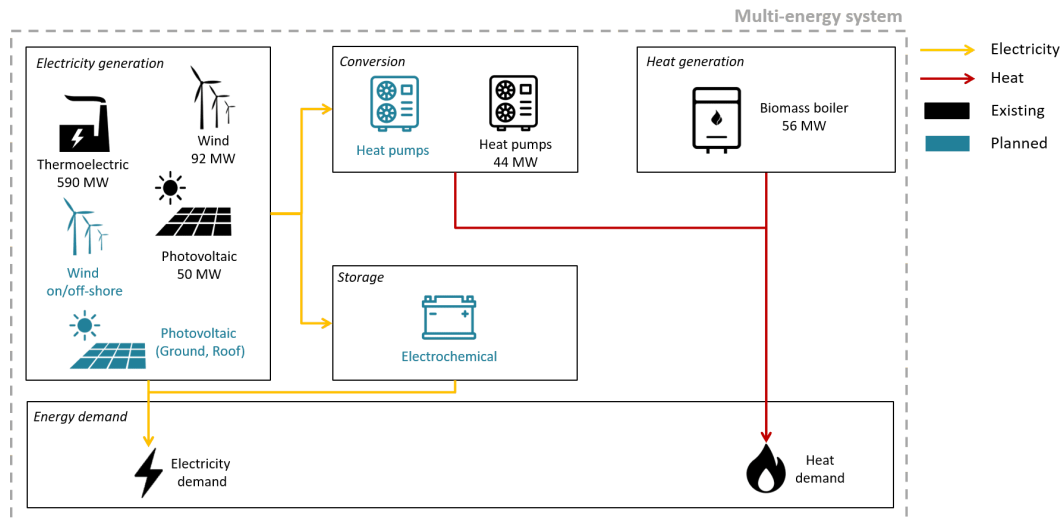 Multi-energy system
Electricity generation
Wind
92 MW
Thermoelectric
590 MW
Photovoltaic
50 MW
Wind
on/off-shore
Photovoltaic
(Ground, Roof)
Conversion
Heat pumps
Heat pumps
44 MW
Heat generation
Biomass boiler
56 MW
Storage
Electrochemical
Energy demand
Electricity
demand
Heat
demand
Electricity
Heat
Existing
Planned